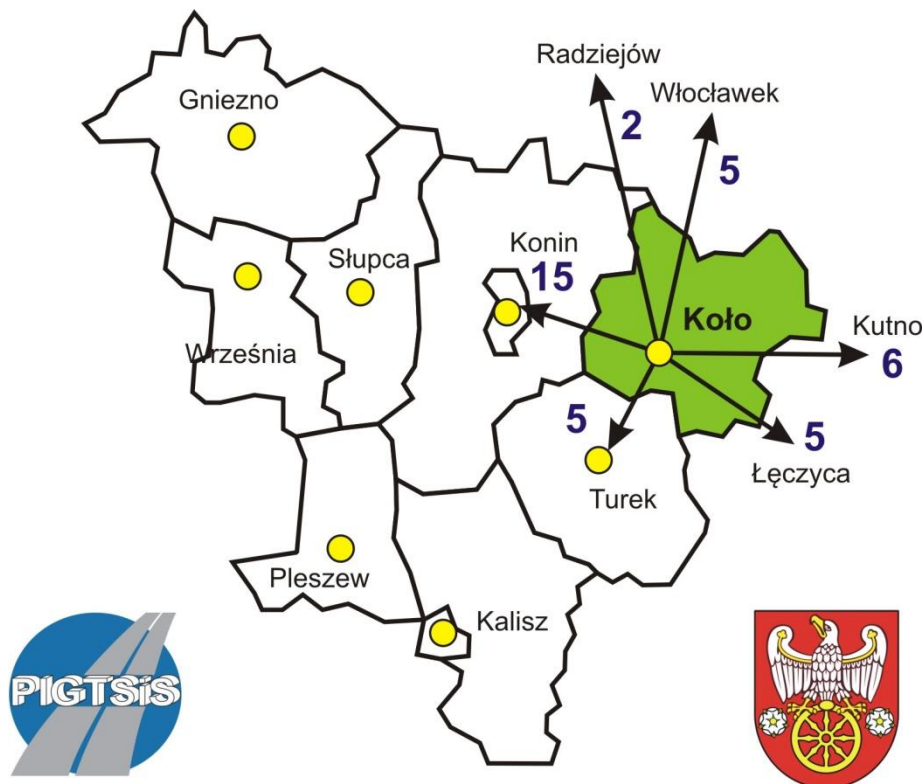 Radziejów
2
Włocławek
5
Gniezno
Słupca
Konin
15
Koło
Kutno
6
Września
5
5
Łęczyca
Turek
Pleszew
Kalisz
PIGTSiS